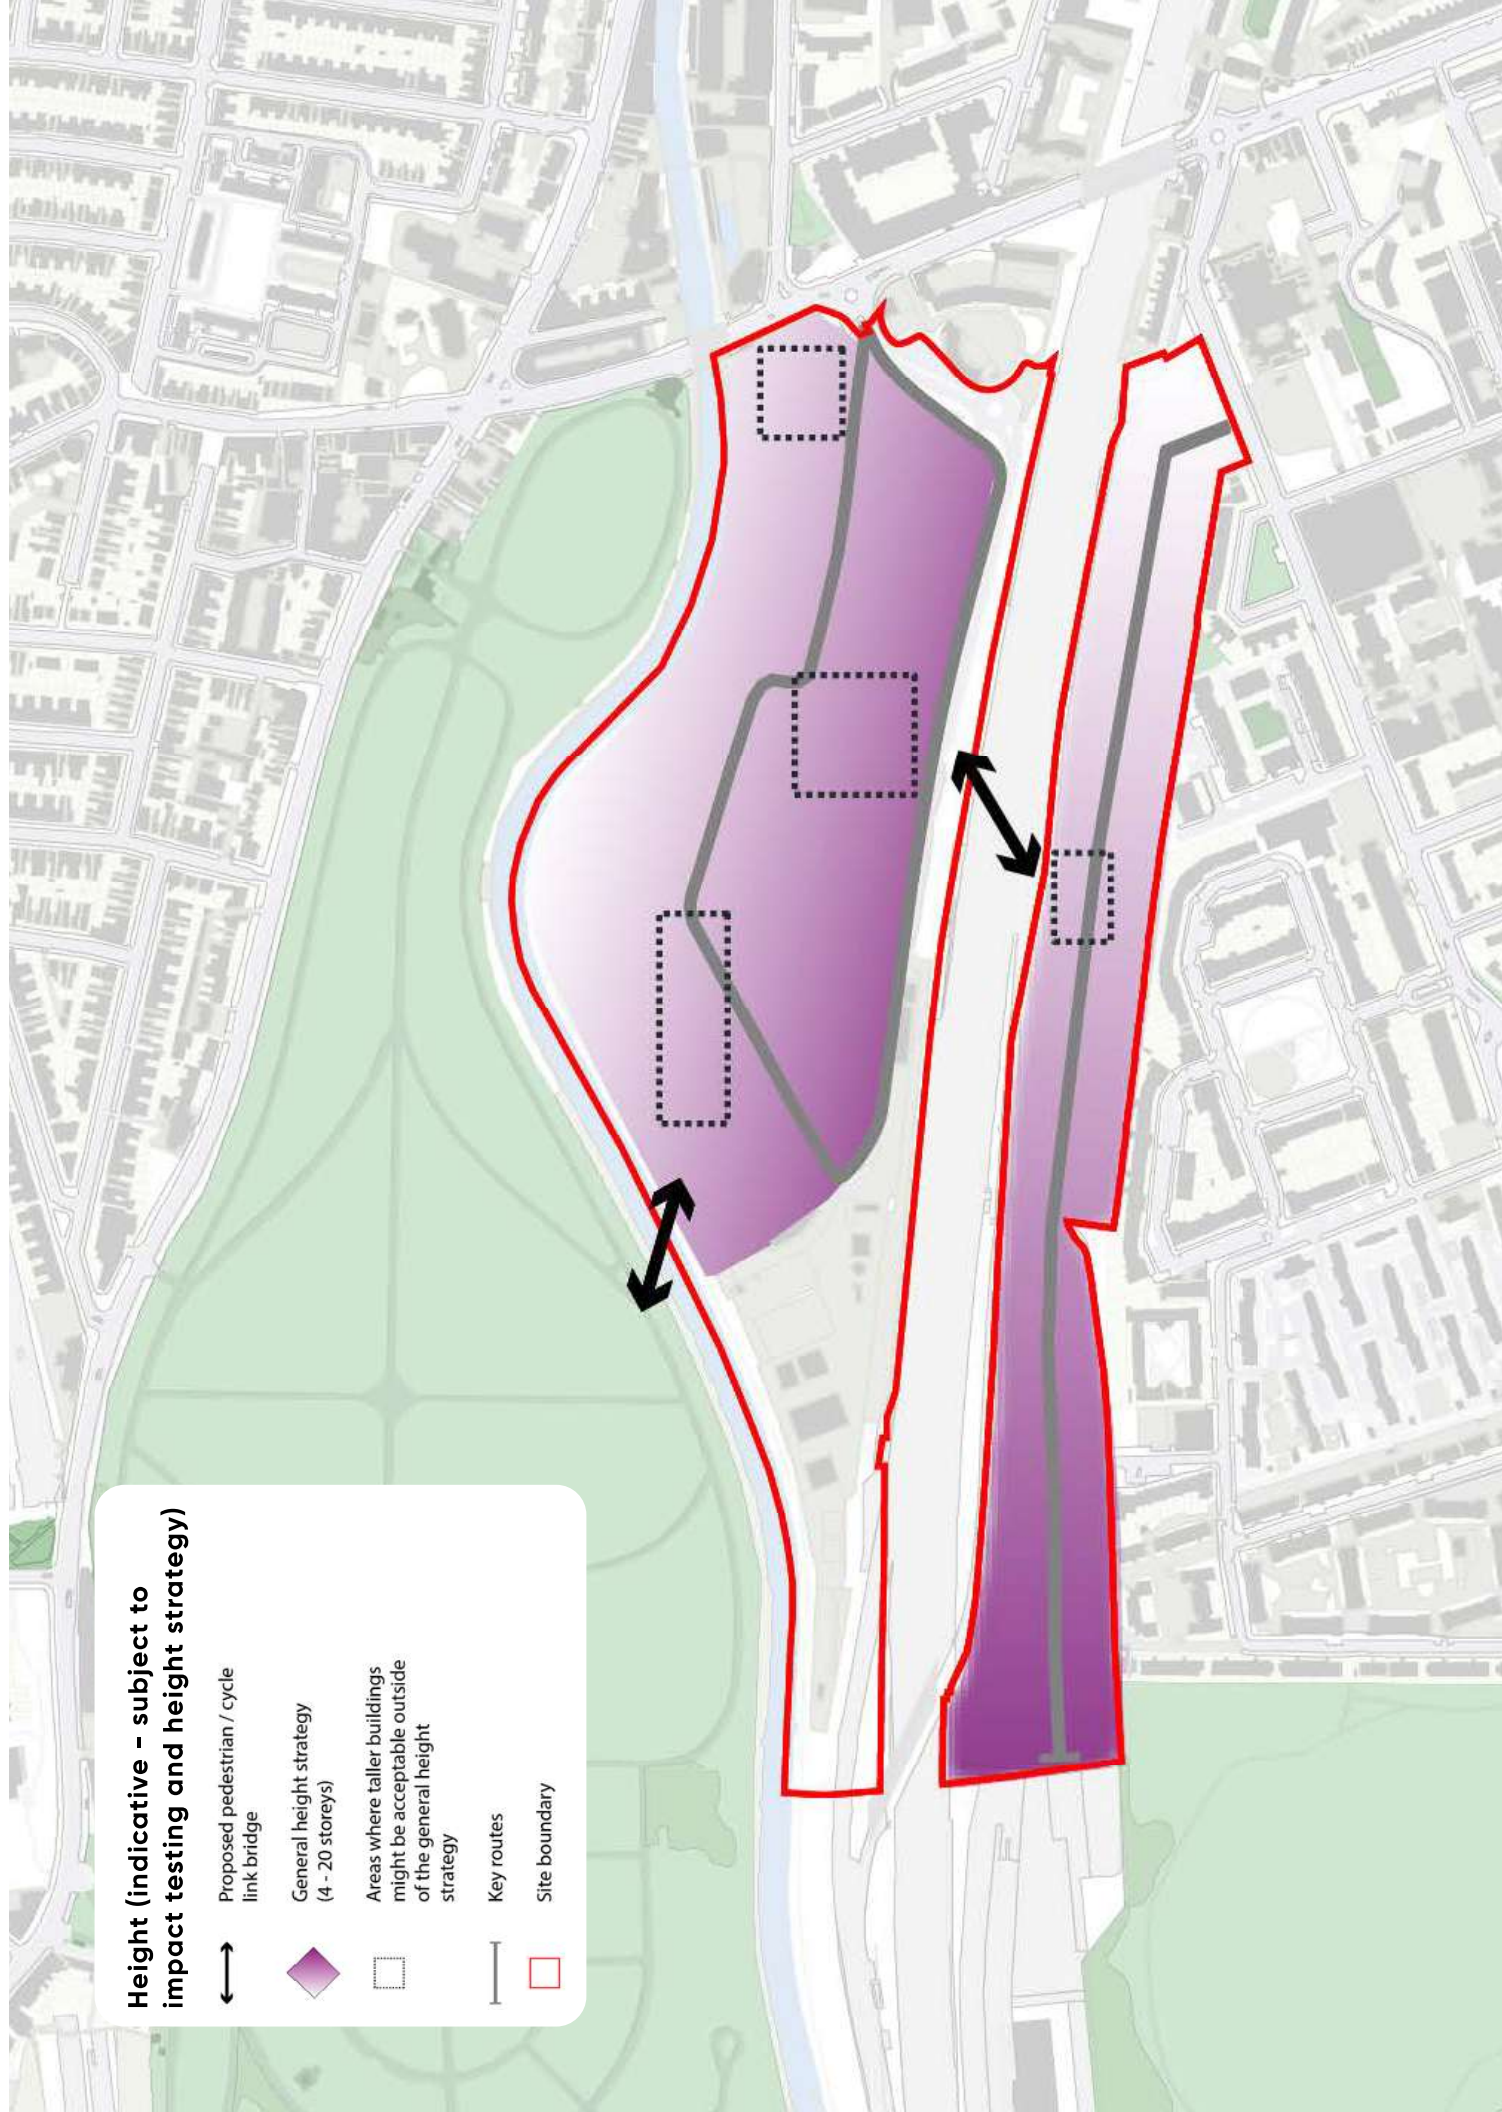 Height (indicative - subject to
impact testing and height strategy)
Proposed pedestrian / cycle
link bridge
General height strategy
(4 - 20 storeys)
Areas where taller buildings
might be acceptable outside
of the general height
strategy
Key routes
Site boundary